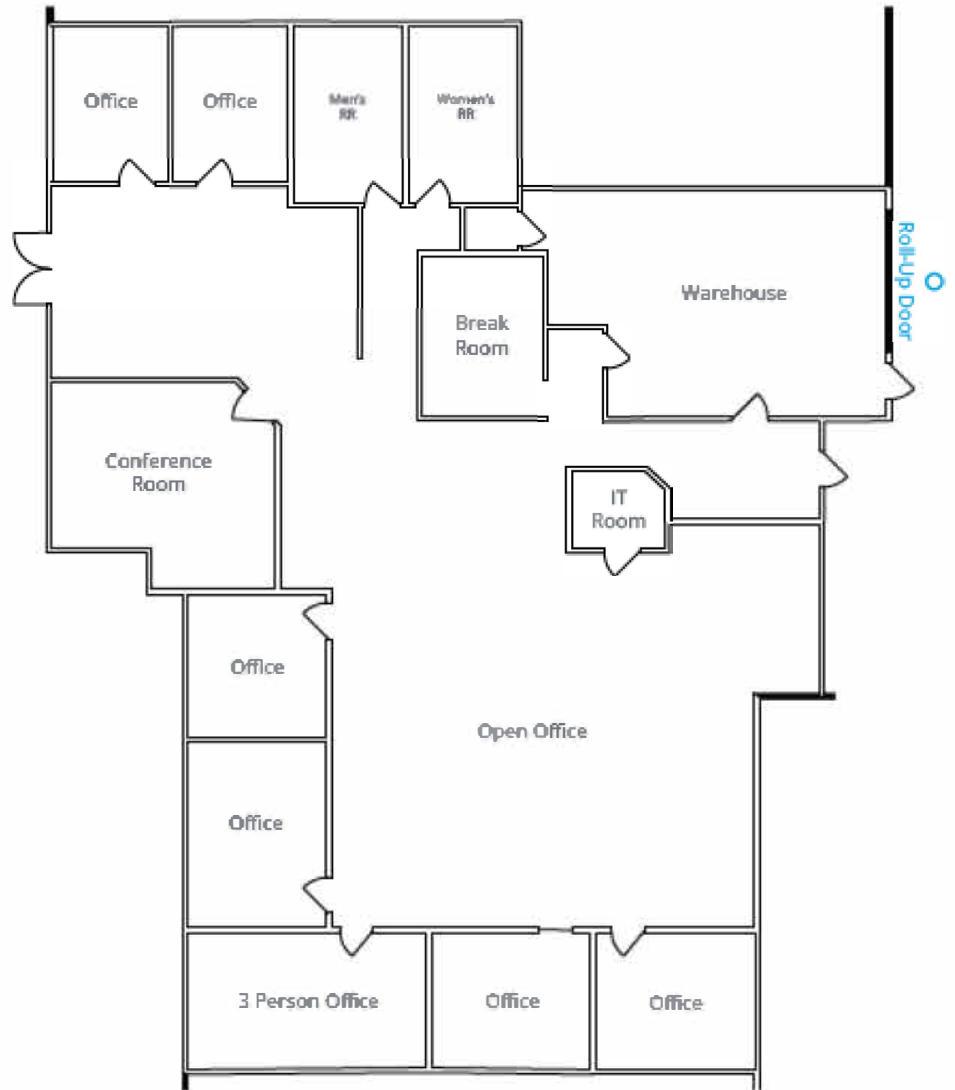 Office
Office
Men's
RR
Women's
RR
Roll-Up Door
Warehouse
Break
Room
Conference
Room
IT
Room
Office
Open Office
Office
3 Person Office
Office
Office